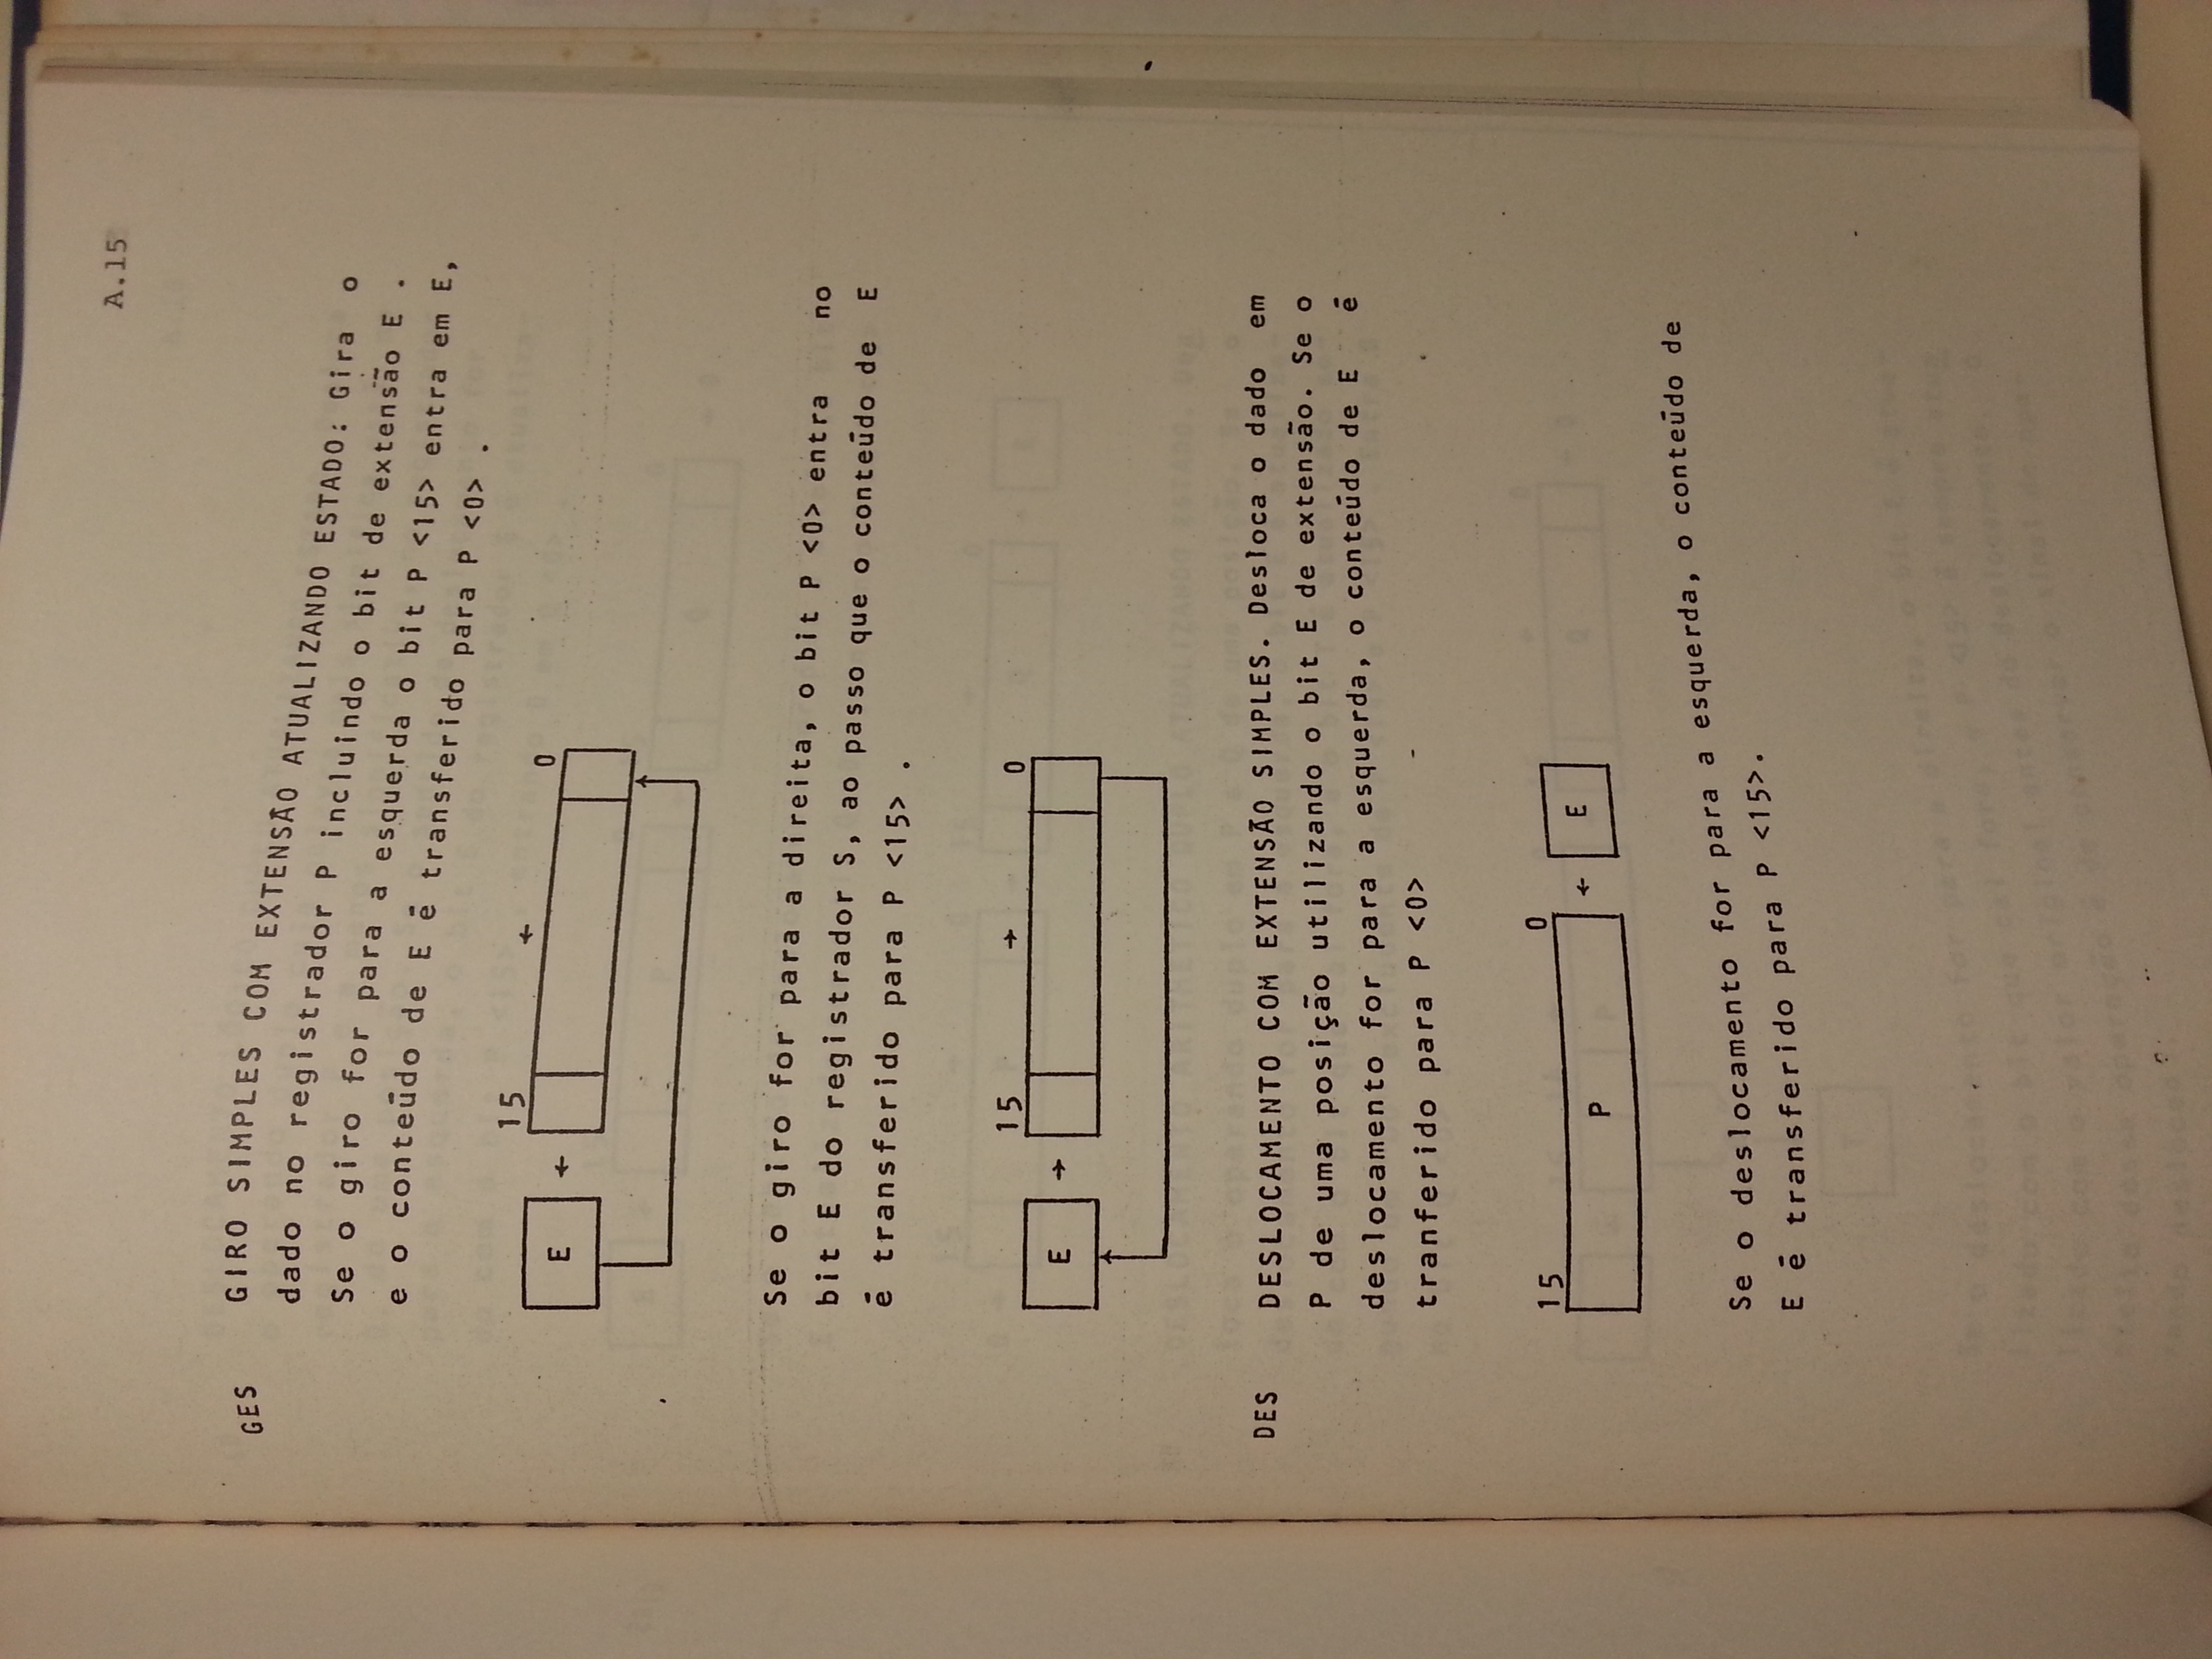 A.15
GES GIRO SIMPLES COM EXTENSÃO ATUALIZANDO ESTADO: Gira o
dado no registrador P incluindo o bit de extensão E .
Se o giro for para a esquerda o bit P <15> entra em E,
e o conteúdo de E é transferido para P <0> .
15 ← 0
E ←
Se o giro for para a direita, o bit P <0> entra no
bit E do registrador S, ao passo que o conteúdo de E
é transferido para P <15> .
15 → 0
E →
DES DESLOCAMENTO COM EXTENSÃO SIMPLES. Desloca o dado em
P de uma posição utilizando o bit E de extensão. Se o
deslocamento for para a esquerda, o conteúdo de E é
tranferido para P <0>
15 0
P ← E
Se o deslocamento for para a esquerda, o conteúdo de
E é transferido para P <15>.